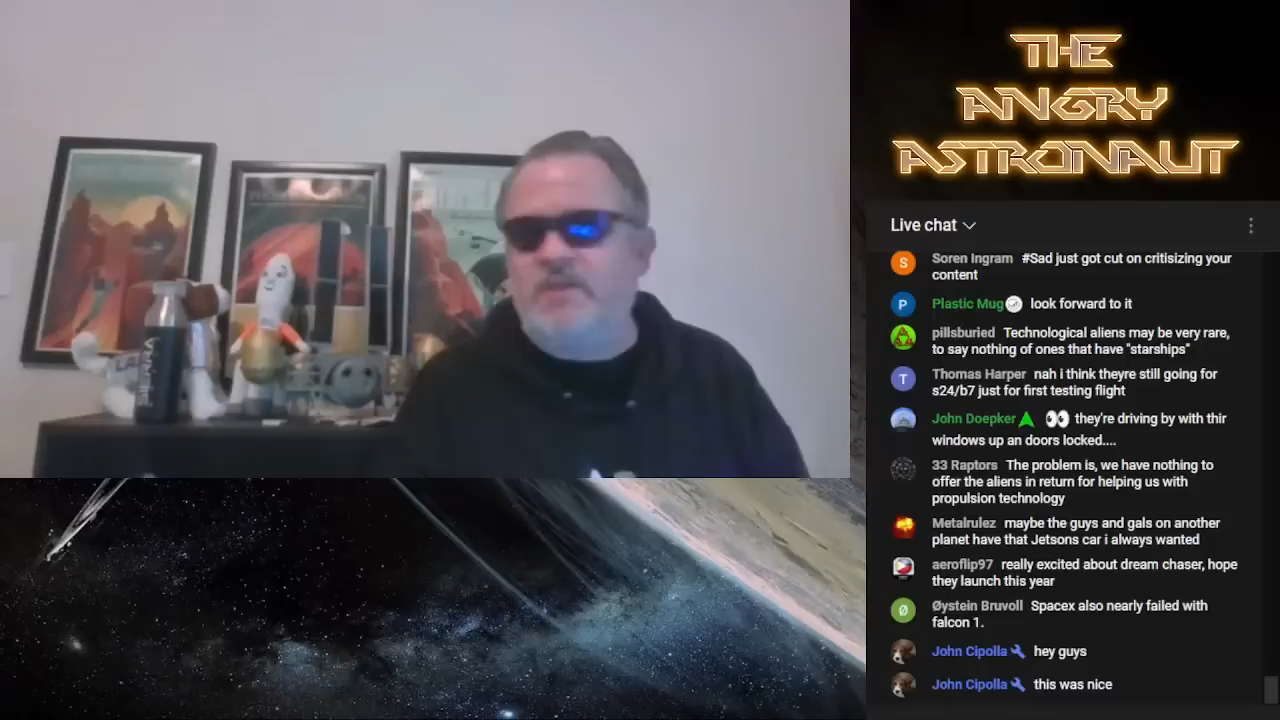 THE
ANGRY
ASTRONAUT
Live chat
S
Soren Ingram #Sad just got cut on critisizing your
content
P
Plastic Mug look forward to it
pillsburied Technological aliens may be very rare,
to say nothing of ones that have "starships"
T
Thomas Harper nah i think theyre still going for
s24/b7 just for first testing flight
John Doepker 👀 they're driving by with thir
windows up an doors locked....
33 Raptors The problem is, we have nothing to
offer the aliens in return for helping us with
propulsion technology
Metalrulez maybe the guys and gals on another
planet have that Jetsons car i always wanted
aeroflip97 really excited about dream chaser, hope
they launch this year
Ø
Øystein Bruvoll Spacex also nearly failed with
falcon 1.
John Cipolla hey guys
John Cipolla this was nice